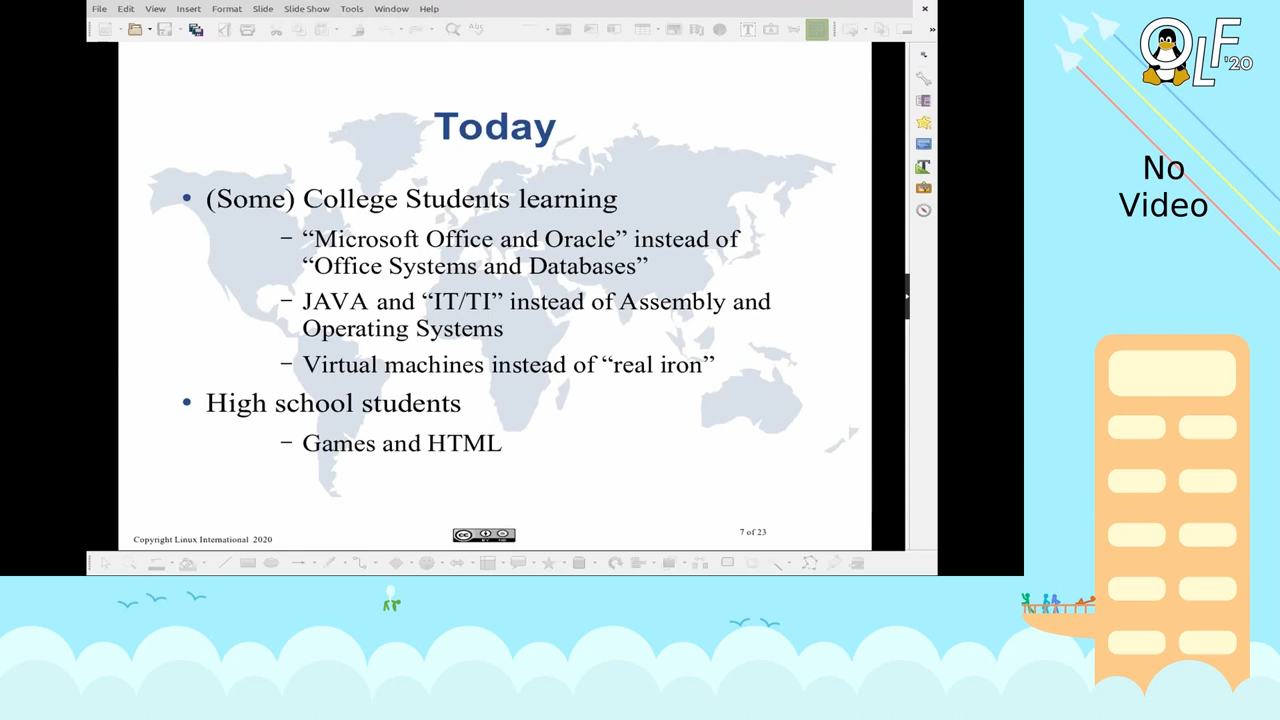 File Edit View Insert Format Slide Slide Show Tools Window Help
Today
• (Some) College Students learning
– “Microsoft Office and Oracle” instead of
“Office Systems and Databases”
– JAVA and “IT/TI” instead of Assembly and
Operating Systems
– Virtual machines instead of “real iron”
• High school students
– Games and HTML
Copyright Linux International 2020
7 of 23
OLF '20
No
Video